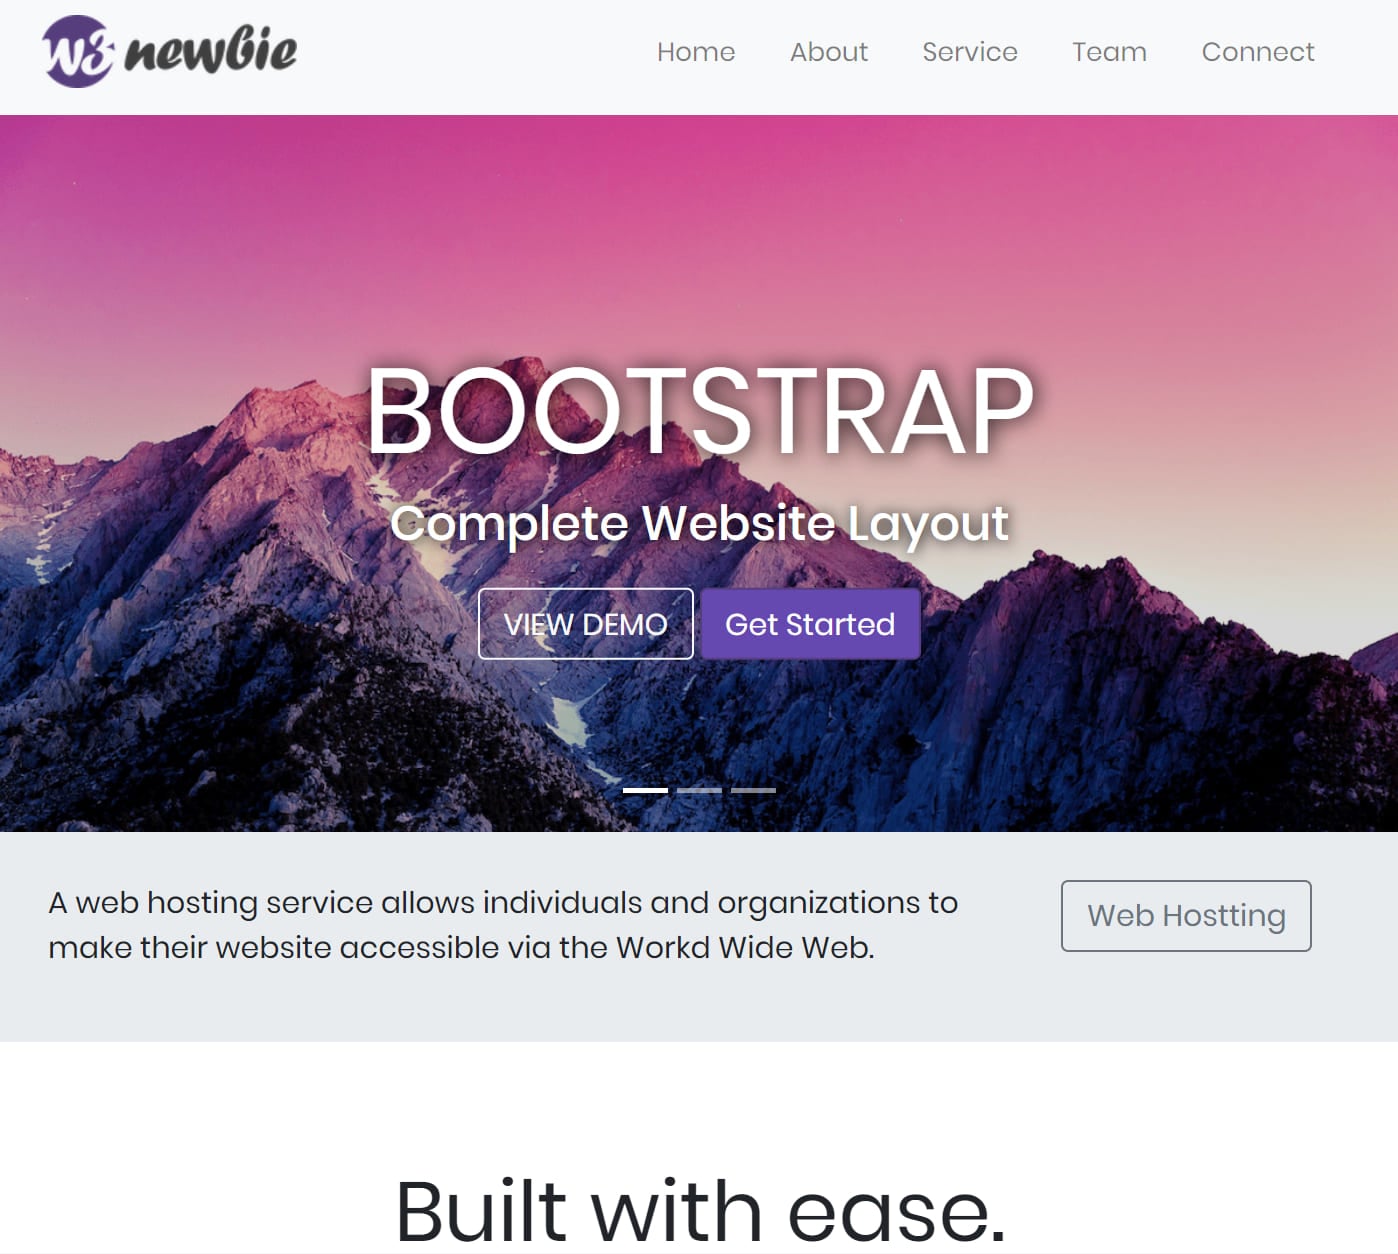 W3 newbie
Home About Service Team Connect
BOOTSTRAP
Complete Website Layout
VIEW DEMO Get Started
A web hosting service allows individuals and organizations to
make their website accessible via the Workd Wide Web.
Web Hostting
Built with ease.